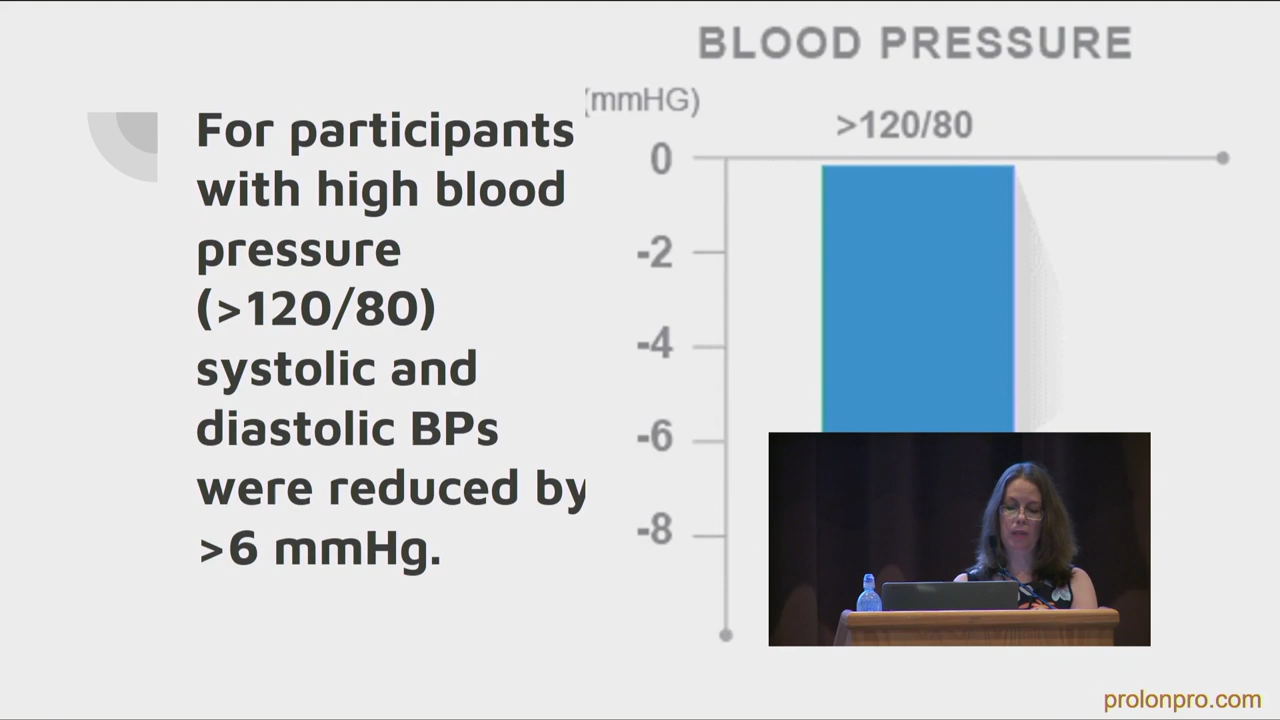 BLOOD PRESSURE
(mmHG)
>120/80
0
-2
-4
-6
-8
For participants
with high blood
pressure
(>120/80)
systolic and
diastolic BPs
were reduced by
>6 mmHg.
prolonpro.com